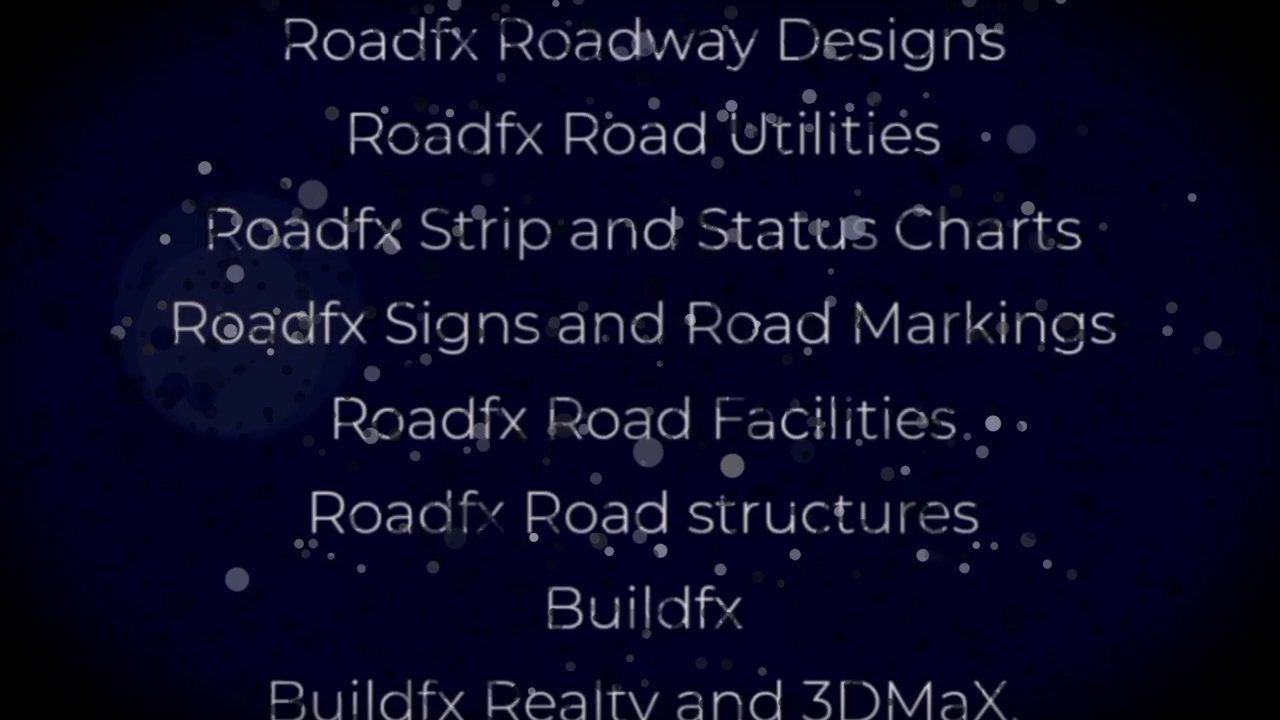 Roadfx Roadway Designs
Roadfx Road Utilities
Roadfx Strip and Status Charts
Roadfx Signs and Road Markings
Roadfx Road Facilities
Roadfx Road structures
Buildfx
Buildfx Realty and 3DMaX.